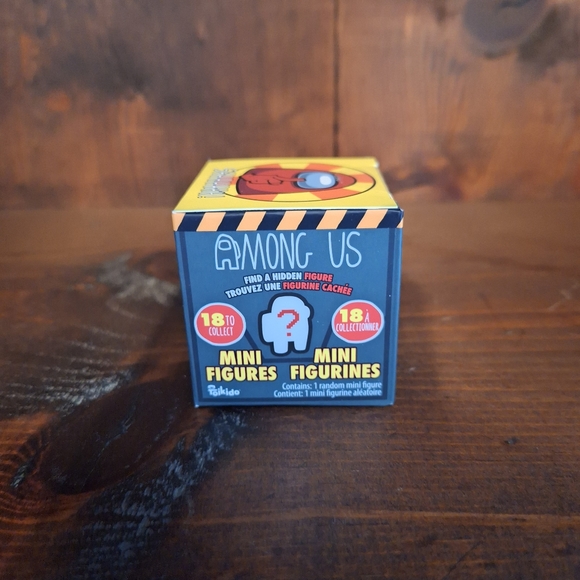 AMONG US
FIND A HIDDEN FIGURE
TROUVEZ UNE FIGURINE CACHÉE
18 TO
COLLECT
?
18 À
COLLECTIONNER
MINI
FIGURES
MINI
FIGURINES
Contains: 1 random mini figure
Contient: 1 mini figurine aléatoire
Toikido